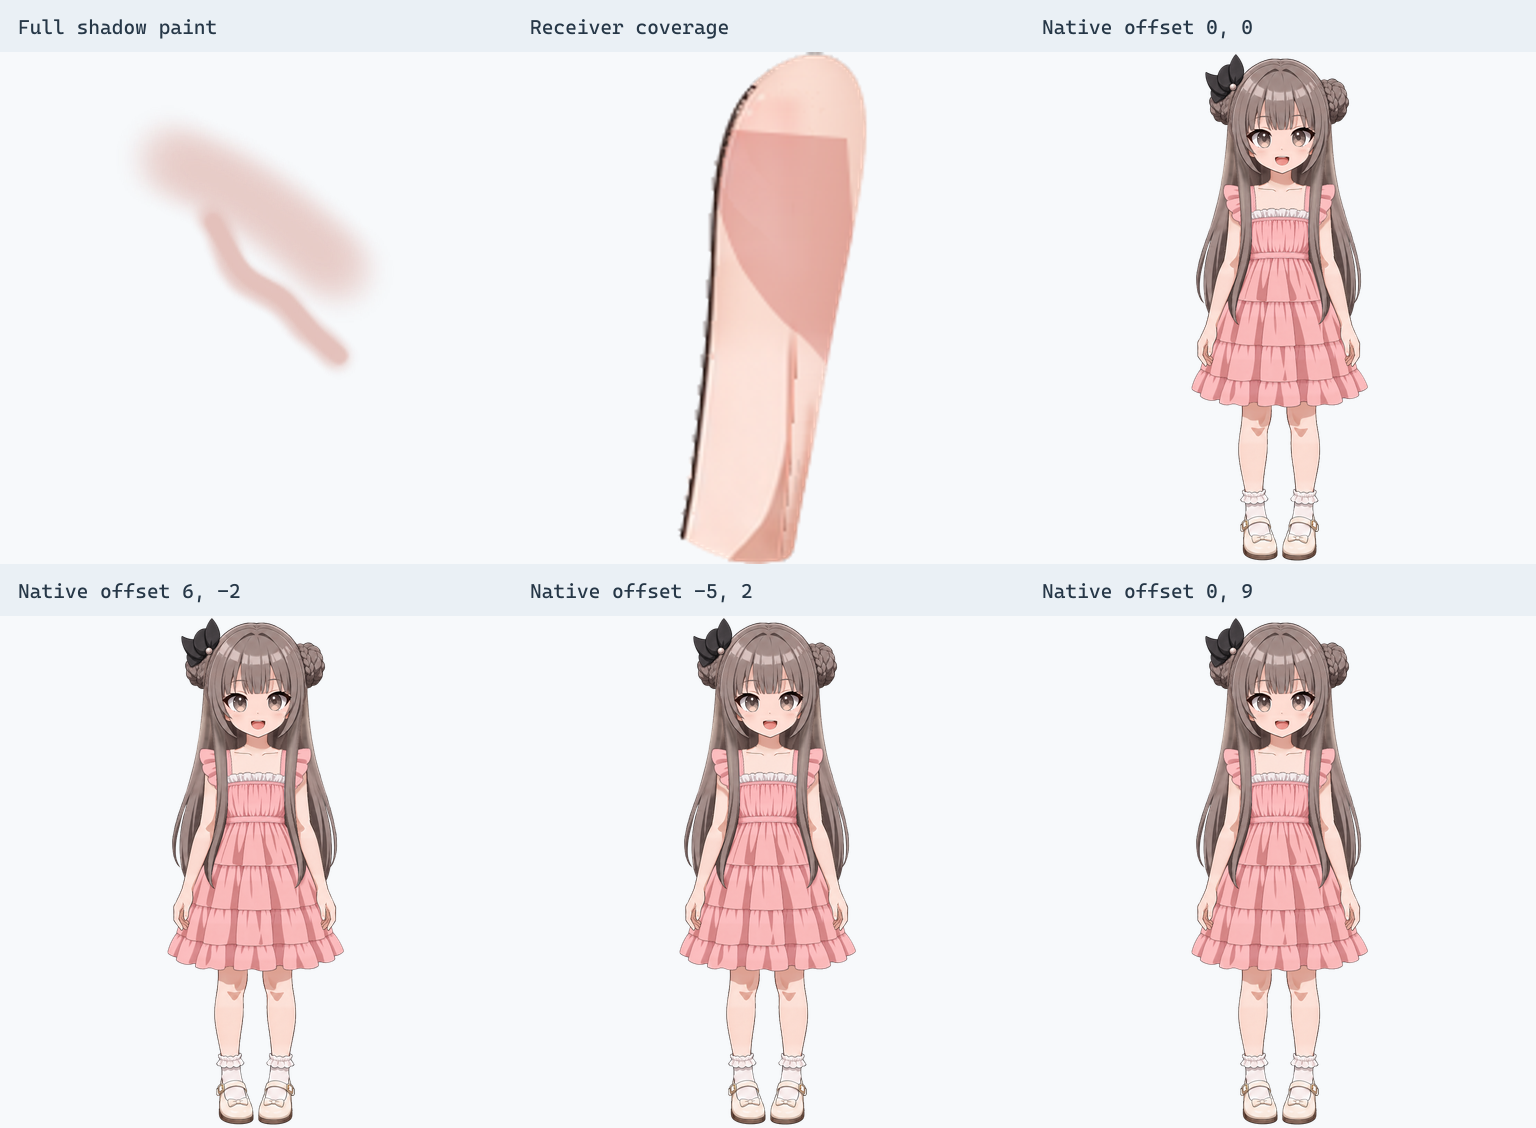 Full shadow paint
Receiver coverage
Native offset 0, 0
Native offset 6, -2
Native offset -5, 2
Native offset 0, 9